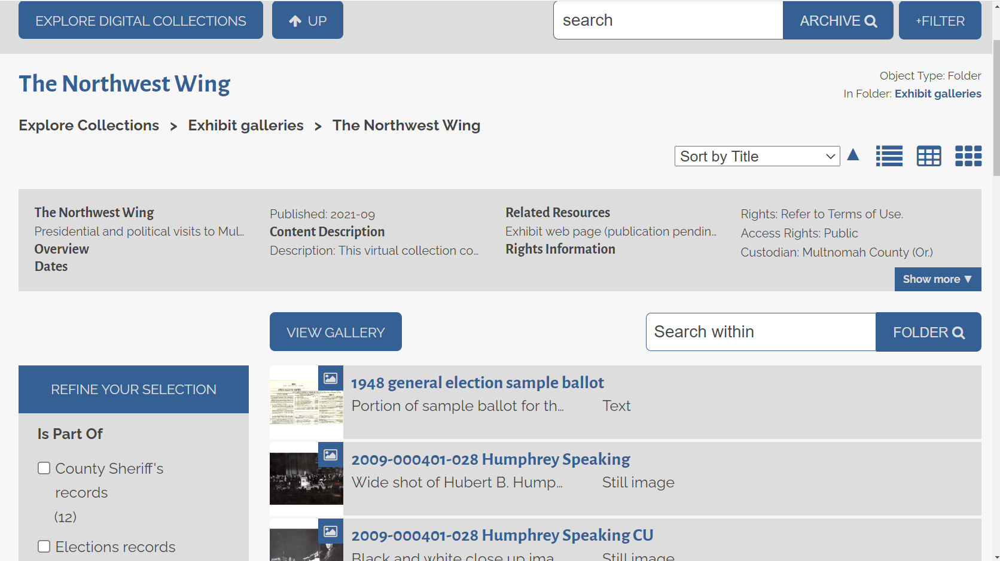 EXPLORE DIGITAL COLLECTIONS
UP
search
ARCHIVE
+FILTER
The Northwest Wing
Object Type: Folder
In Folder: Exhibit galleries
Explore Collections > Exhibit galleries > The Northwest Wing
Sort by Title
The Northwest Wing
Presidential and political visits to Mul...
Overview
Dates
Published: 2021-09
Content Description
Description: This virtual collection co...
Related Resources
Exhibit web page (publication pendin...
Rights Information
Rights: Refer to Terms of Use.
Access Rights: Public
Custodian: Multnomah County (Or.)
Show more ▼
VIEW GALLERY
Search within
FOLDER
REFINE YOUR SELECTION
Is Part Of
County Sheriff's
records
(12)
Elections records
1948 general election sample ballot
Portion of sample ballot for th...
Text
2009-000401-028 Humphrey Speaking
Wide shot of Hubert B. Hump...
Still image
2009-000401-028 Humphrey Speaking CU
Black and white close up ima...
Still image